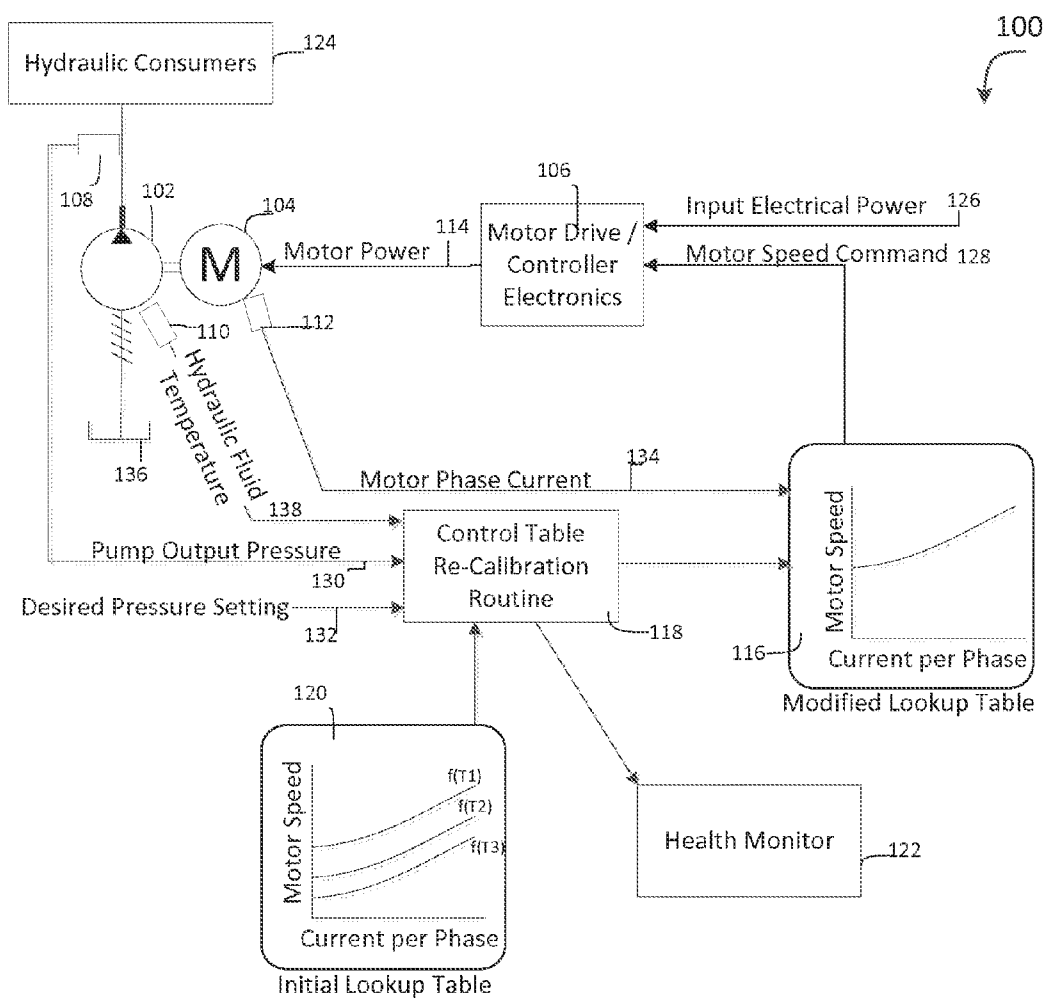 100
Hydraulic Consumers
124
108
102
104
106
126
Input Electrical Power
114
Motor Power
Motor Drive /
Controller
Electronics
Motor Speed Command
128
M
110
112
Hydraulic Fluid
Temperature
136
138
134
Motor Phase Current
Pump Output Pressure
130
Desired Pressure Setting
132
Control Table
Re-Calibration
Routine
118
Motor Speed
116
Current per Phase
Modified Lookup Table
120
Motor Speed
f(T1)
f(T2)
f(T3)
Current per Phase
Initial Lookup Table
Health Monitor
122